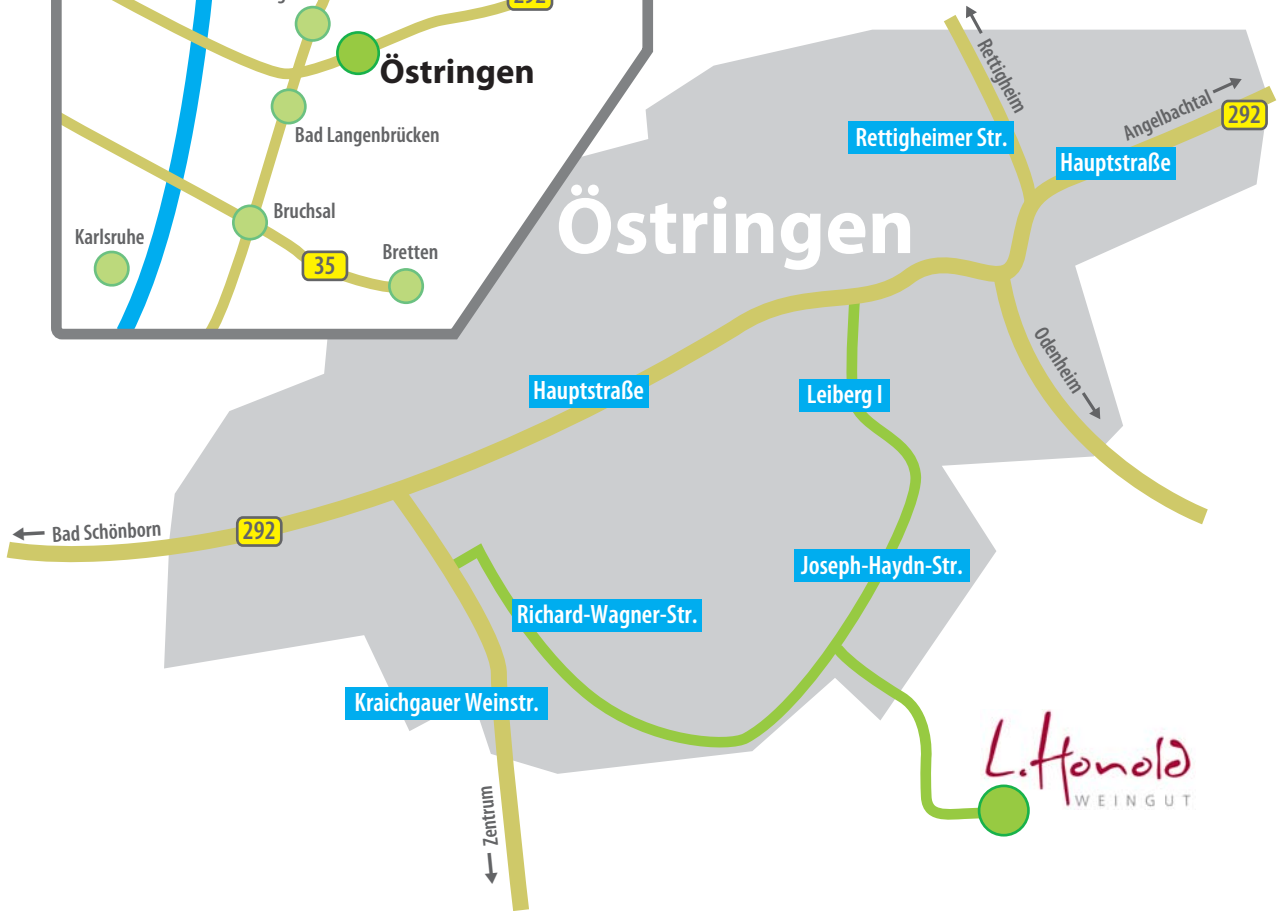 292
Östringen
Bad Langenbrücken
Bruchsal
Karlsruhe
35
Bretten
Rettigheim
Angelbachtal
292
Rettigheimer Str.
Hauptstraße
Östringen
Odenheim
Hauptstraße
Leiberg I
Bad Schönborn
292
Joseph-Haydn-Str.
Richard-Wagner-Str.
Kraichgauer Weinstr.
L. Honold
WEINGUT
Zentrum